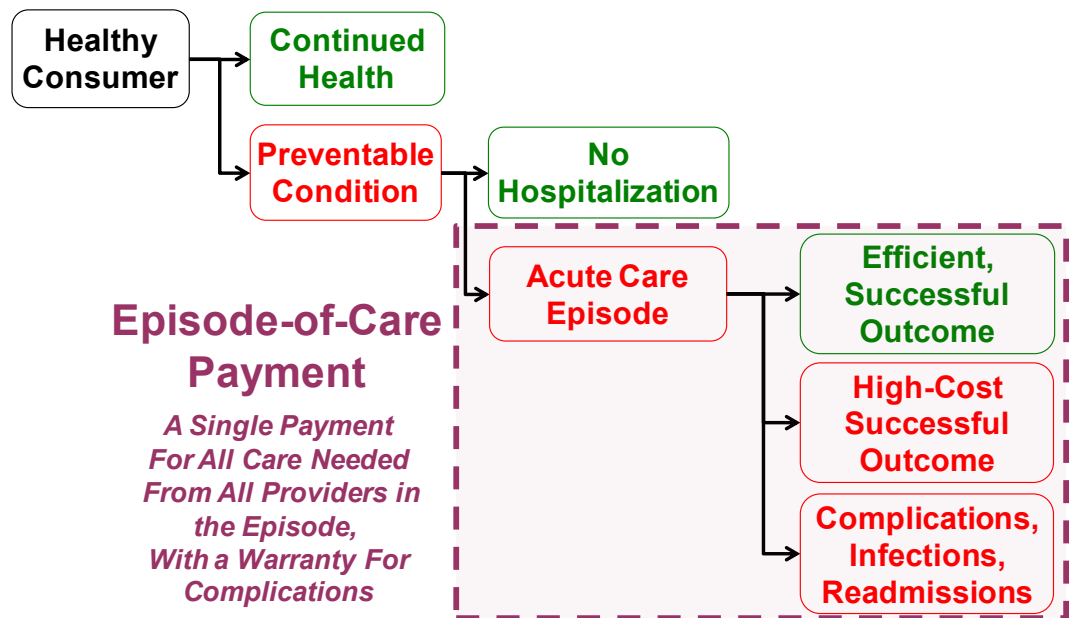 Healthy
Consumer
Continued
Health
Preventable
Condition
No
Hospitalization
Acute Care
Episode
Efficient,
Successful
Outcome
High-Cost
Successful
Outcome
Complications,
Infections,
Readmissions
Episode-of-Care
Payment
A Single Payment
For All Care Needed
From All Providers in
the Episode,
With a Warranty For
Complications